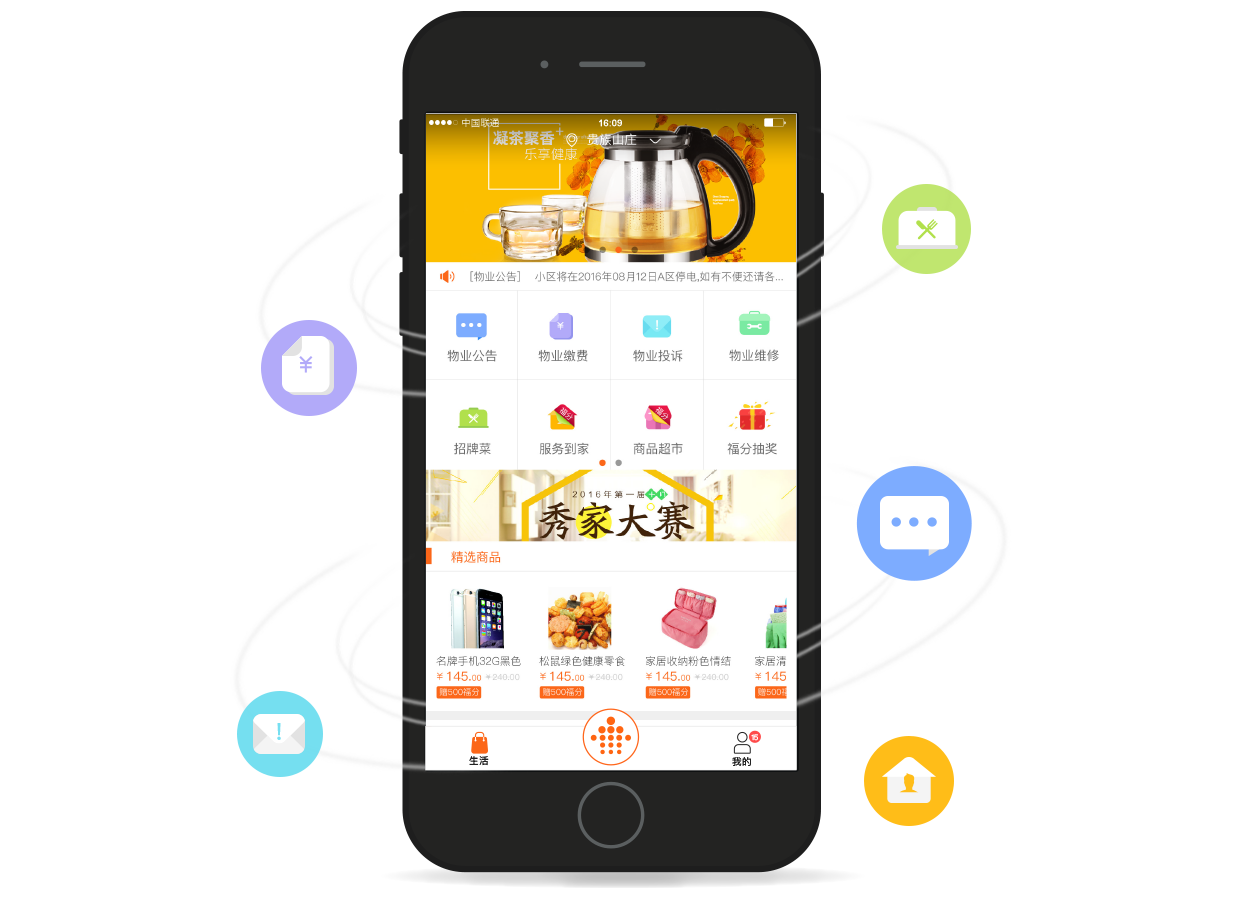 中国联通 16:09
凝茶聚香+ 贵族山庄
乐享健康
[物业公告] 小区将在2016年08月12日A区停电,如有不便还请各...
物业公告 物业缴费 物业投诉 物业维修
福分 福分
招牌菜 服务到家 商品超市 福分抽奖
2016年第一届
秀家大赛
精选商品
名牌手机32G黑色 松鼠绿色健康零食 家居收纳粉色情结 家居清
¥145.00 ¥240.00 ¥145.00 ¥240.00 ¥145.00 ¥240.00 ¥145
赠500福分 赠500福分 赠500福分 赠500
生活 我的